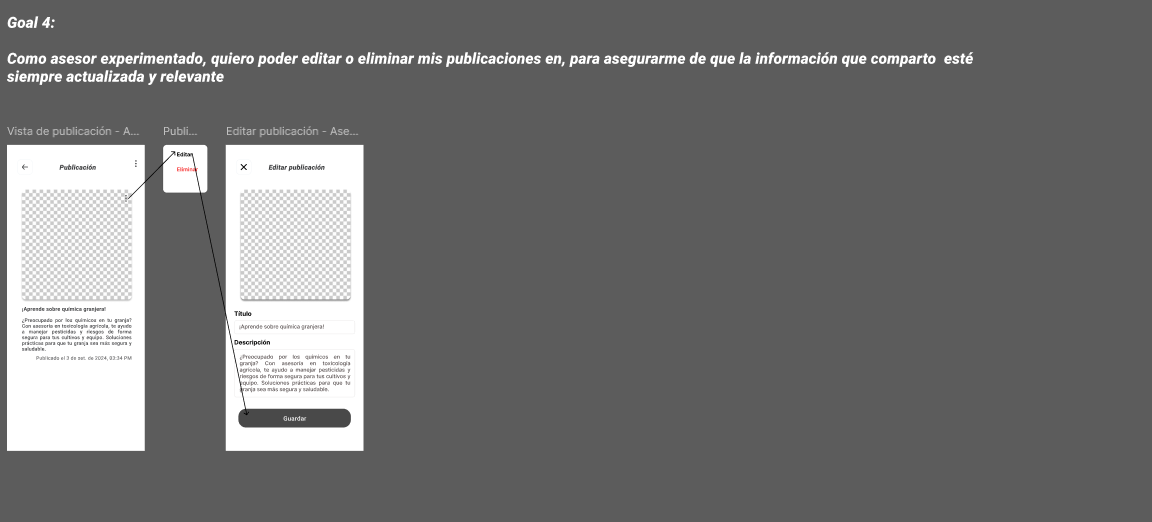 Goal 4:
Como asesor experimentado, quiero poder editar o eliminar mis publicaciones en, para asegurarme de que la información que comparto esté
siempre actualizada y relevante
Vista de publicación - A...
Publi...
Editar publicación - Ase...
Publicación
¡Aprende sobre química granjera!
¿Preocupado por los químicos en tu granja?
Con asesoría en toxicología agrícola, te ayudo
a manejar pesticidas y riesgos de forma
segura para tus cultivos y equipo. Soluciones
prácticas para que tu granja sea más segura y
saludable.
Publicado el 3 de set. de 2024, 03:34 PM
Editar
Eliminar
Editar publicación
Título
¡Aprende sobre química granjera!
Descripción
¿Preocupado por los químicos en tu
granja? Con asesoría en toxicología
agrícola, te ayudo a manejar pesticidas y
riesgos de forma segura para tus cultivos y
equipo. Soluciones prácticas para que tu
granja sea más segura y saludable.
Guardar